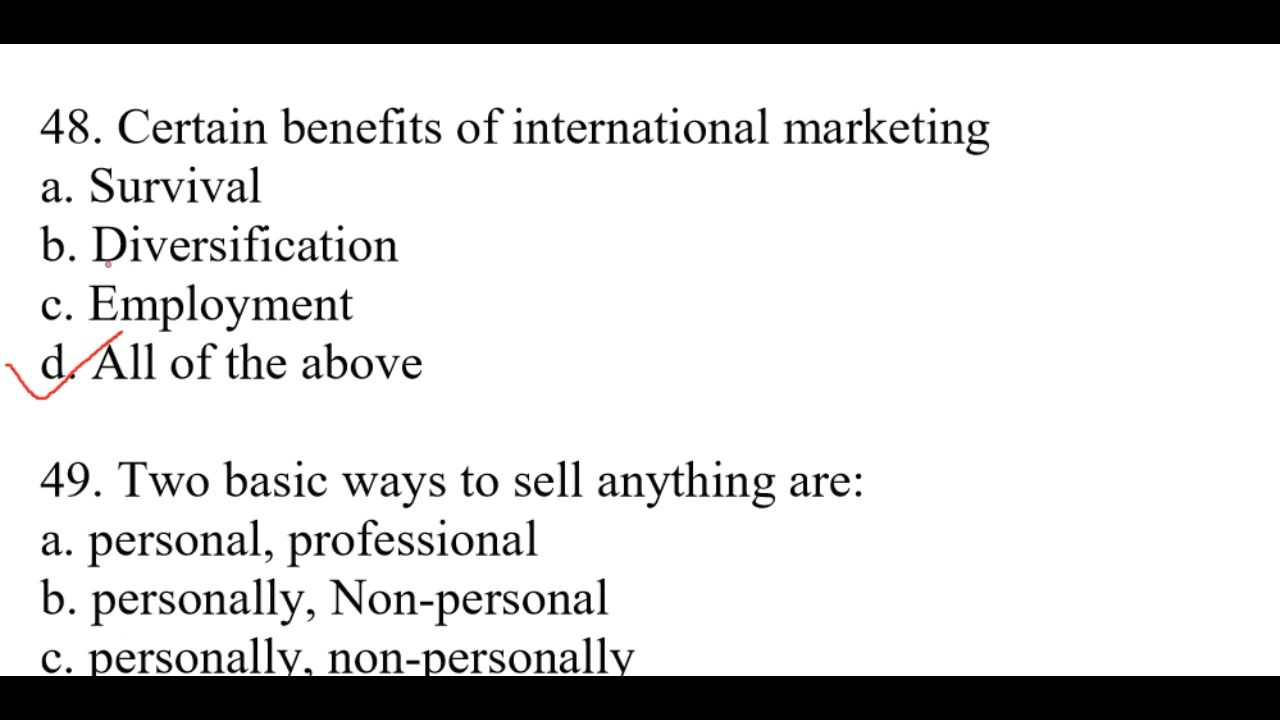 48. Certain benefits of international marketing
a. Survival
b. Diversification
c. Employment
d. All of the above
49. Two basic ways to sell anything are:
a. personal, professional
b. personally, Non-personal
c. personally, non-personally